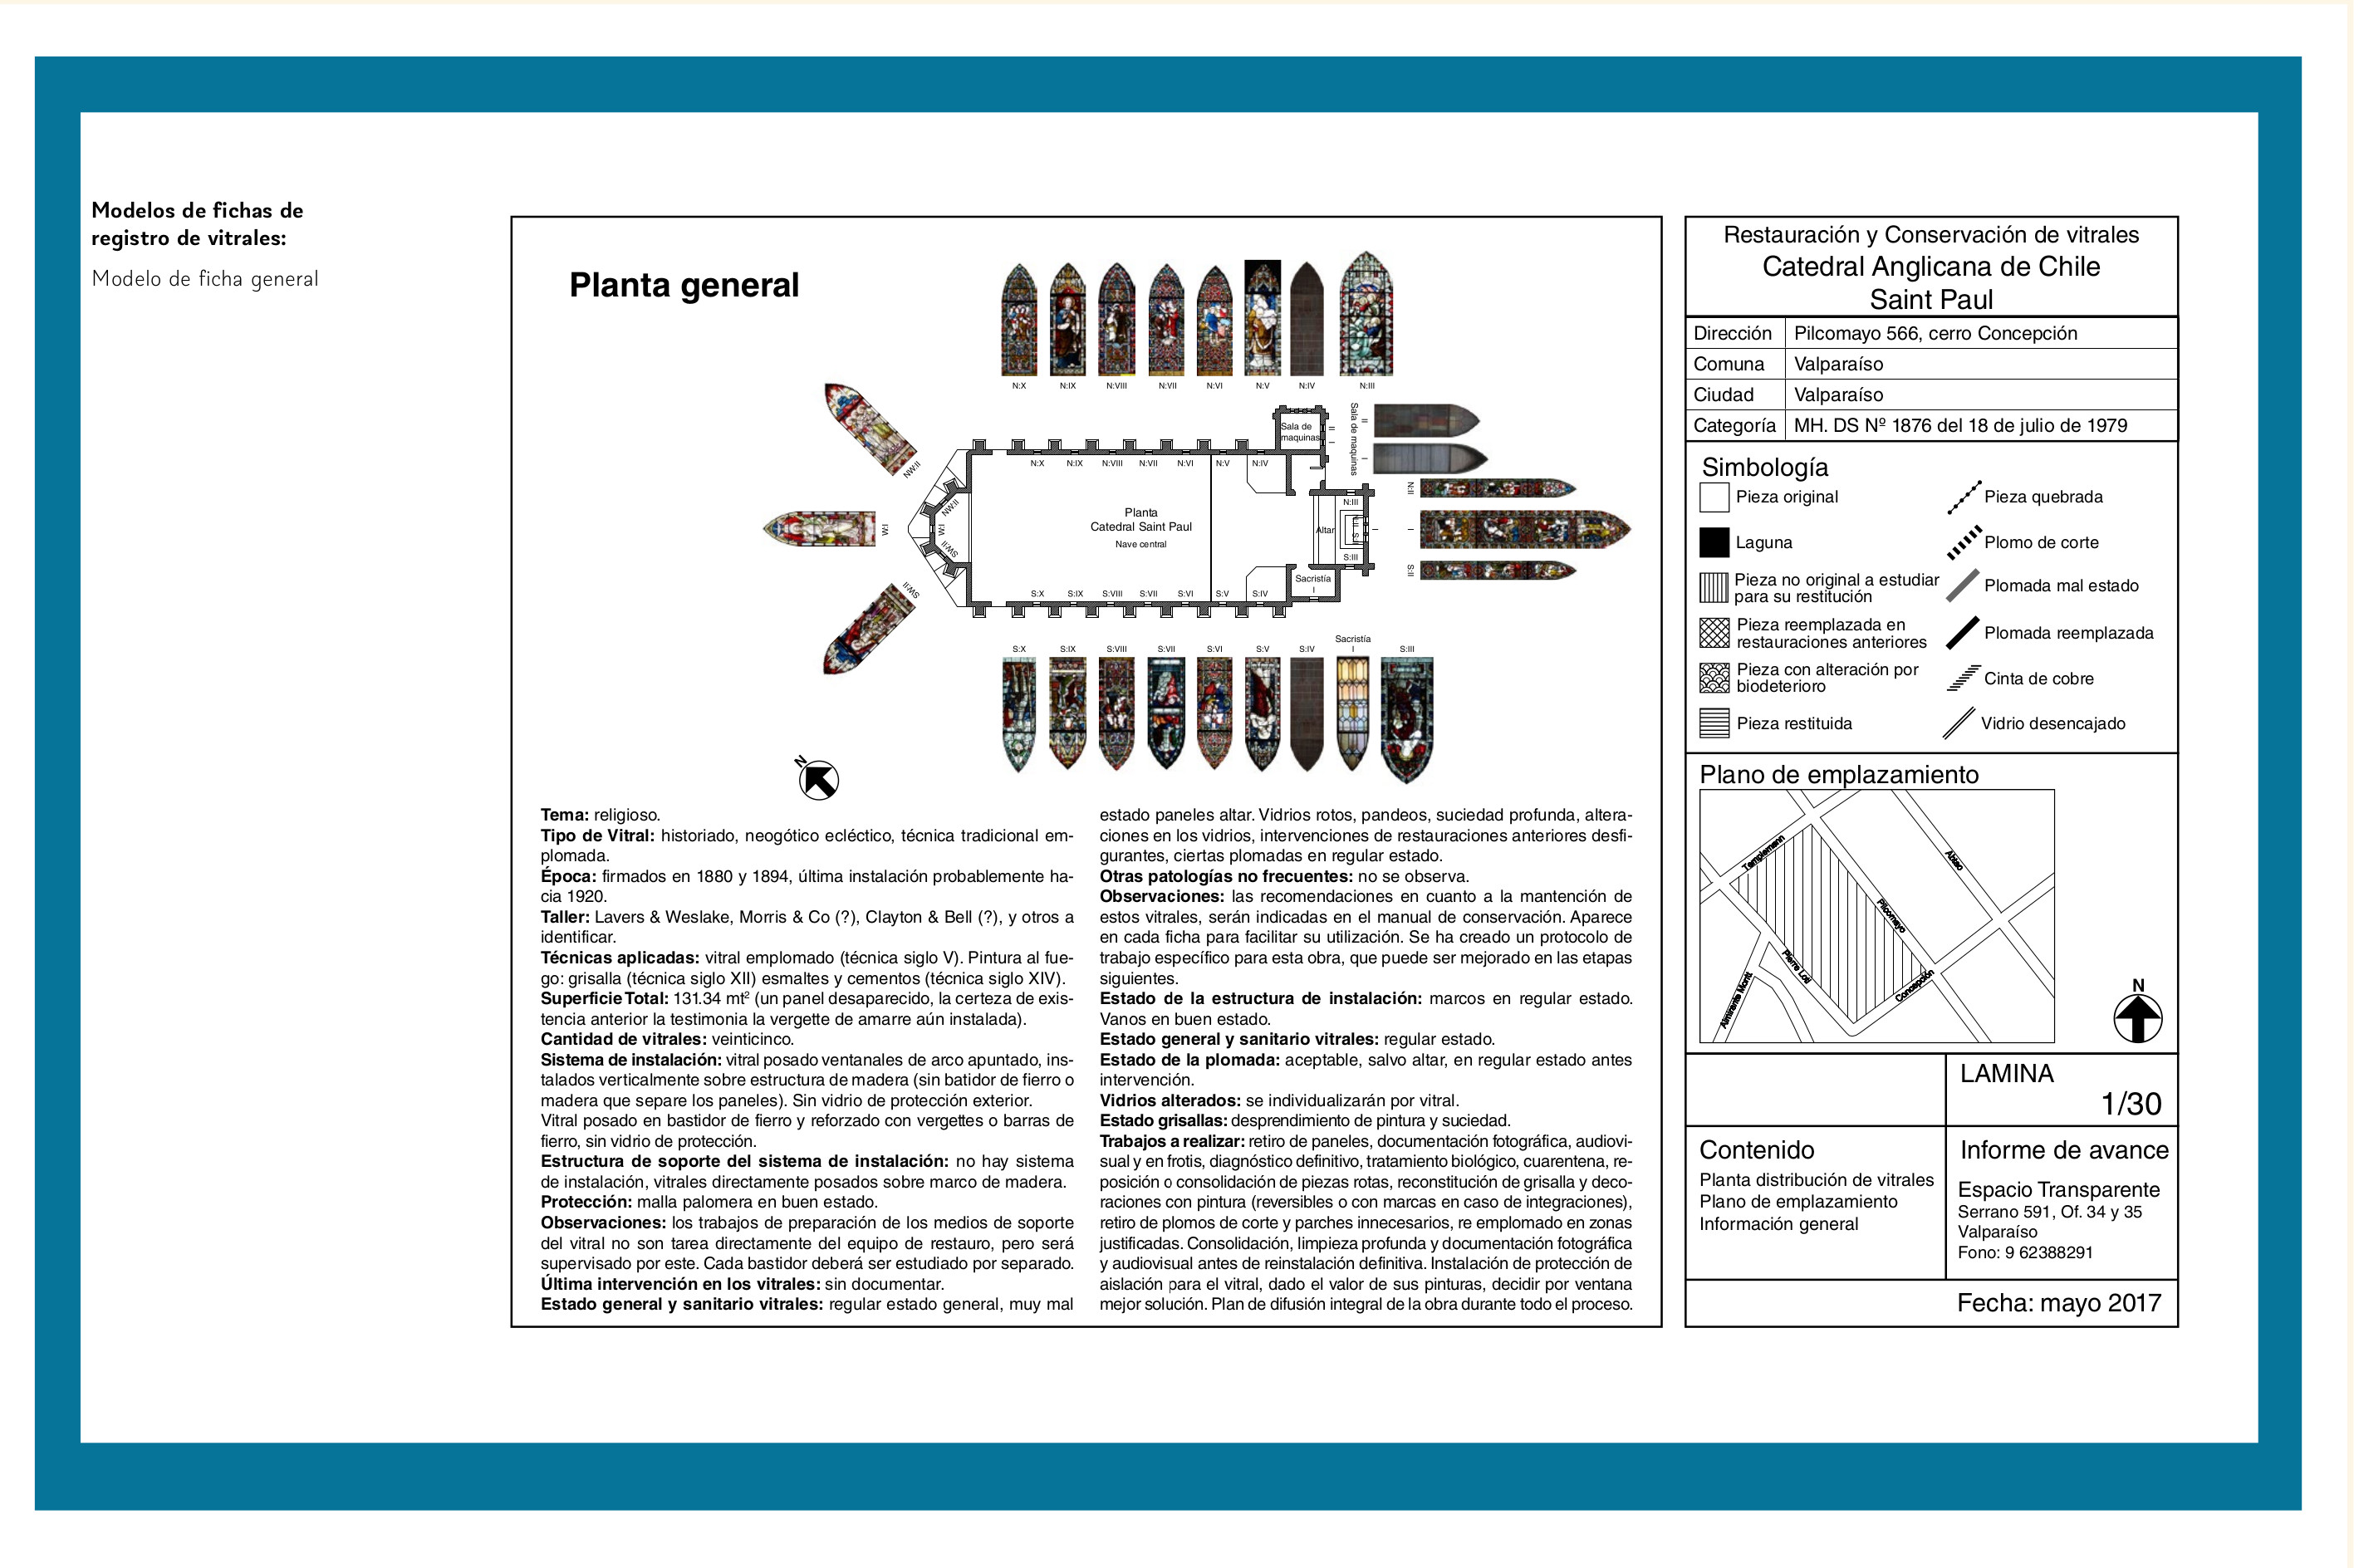 Modelos de fichas de
registro de vitrales:
Modelo de ficha general
Planta general
N:X N:IX N:VIII N:VII N:VI N:V N:IV N:III
NW:II
W:I
SW:II
Sala de maquinas
II
I
N:II
I
S:II
Sala de
maquinas
II
I
N:X N:IX N:VIII N:VII N:VI N:V N:IV
NW:II
W:I
SW:II
Planta
Catedral Saint Paul
Nave central
Altar
N:III
S:III
I
Sacristía
I
S:X S:IX S:VIII S:VII S:VI S:V S:IV
Sacristía
S:X S:IX S:VIII S:VII S:VI S:V S:IV I S:III
N
Tema: religioso.
Tipo de Vitral: historiado, neogótico ecléctico, técnica tradicional em-
plomada.
Época: firmados en 1880 y 1894, última instalación probablemente ha-
cia 1920.
Taller: Lavers & Weslake, Morris & Co (?), Clayton & Bell (?), y otros a
identificar.
Técnicas aplicadas: vitral emplomado (técnica siglo V). Pintura al fue-
go: grisalla (técnica siglo XII) esmaltes y cementos (técnica siglo XIV).
Superficie Total: 131.34 mt² (un panel desaparecido, la certeza de exis-
tencia anterior la testimonia la vergette de amarre aún instalada).
Cantidad de vitrales: veinticinco.
Sistema de instalación: vitral posado ventanales de arco apuntado, ins-
talados verticalmente sobre estructura de madera (sin batidor de fierro o
madera que separe los paneles). Sin vidrio de protección exterior.
Vitral posado en bastidor de fierro y reforzado con vergettes o barras de
fierro, sin vidrio de protección.
Estructura de soporte del sistema de instalación: no hay sistema
de instalación, vitrales directamente posados sobre marco de madera.
Protección: malla palomera en buen estado.
Observaciones: los trabajos de preparación de los medios de soporte
del vitral no son tarea directamente del equipo de restauro, pero será
supervisado por este. Cada bastidor deberá ser estudiado por separado.
Última intervención en los vitrales: sin documentar.
Estado general y sanitario vitrales: regular estado general, muy mal
estado paneles altar. Vidrios rotos, pandeos, suciedad profunda, altera-
ciones en los vidrios, intervenciones de restauraciones anteriores desfi-
gurantes, ciertas plomadas en regular estado.
Otras patologías no frecuentes: no se observa.
Observaciones: las recomendaciones en cuanto a la mantención de
estos vitrales, serán indicadas en el manual de conservación. Aparece
en cada ficha para facilitar su utilización. Se ha creado un protocolo de
trabajo específico para esta obra, que puede ser mejorado en las etapas
siguientes.
Estado de la estructura de instalación: marcos en regular estado.
Vanos en buen estado.
Estado general y sanitario vitrales: regular estado.
Estado de la plomada: aceptable, salvo altar, en regular estado antes
intervención.
Vidrios alterados: se individualizarán por vitral.
Estado grisallas: desprendimiento de pintura y suciedad.
Trabajos a realizar: retiro de paneles, documentación fotográfica, audiovi-
sual y en frotis, diagnóstico definitivo, tratamiento biológico, cuarentena, re-
posición o consolidación de piezas rotas, reconstitución de grisalla y deco-
raciones con pintura (reversibles o con marcas en caso de integraciones),
retiro de plomos de corte y parches innecesarios, re emplomado en zonas
justificadas. Consolidación, limpieza profunda y documentación fotográfica
y audiovisual antes de reinstalación definitiva. Instalación de protección de
aislación para el vitral, dado el valor de sus pinturas, decidir por ventana
mejor solución. Plan de difusión integral de la obra durante todo el proceso.
Restauración y Conservación de vitrales
Catedral Anglicana de Chile
Saint Paul
Dirección Pilcomayo 566, cerro Concepción
Comuna Valparaíso
Ciudad Valparaíso
Categoría MH. DS Nº 1876 del 18 de julio de 1979
Simbología
Pieza original
Laguna
Pieza no original a estudiar
para su restitución
Pieza reemplazada en
restauraciones anteriores
Pieza con alteración por
biodeterioro
Pieza restituida
Pieza quebrada
Plomo de corte
Plomada mal estado
Plomada reemplazada
Cinta de cobre
Vidrio desencajado
Plano de emplazamiento
Templemann
Abtao
Pilcomayo
Pierre Loti
Concepción
Almirante Montt
N
LAMINA
1/30
Contenido
Planta distribución de vitrales
Plano de emplazamiento
Información general
Informe de avance
Espacio Transparente
Serrano 591, Of. 34 y 35
Valparaíso
Fono: 9 62388291
Fecha: mayo 2017